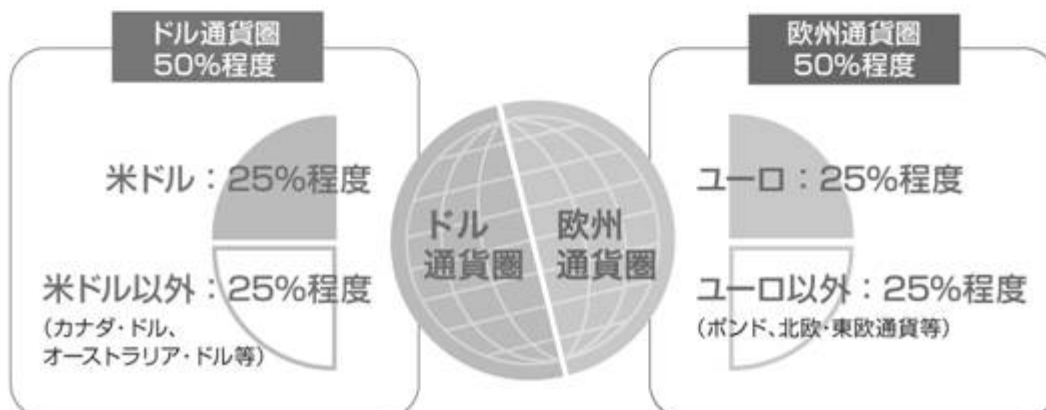 ドル通貨圏
50%程度
米ドル：25%程度
米ドル以外：25%程度
（カナダ・ドル、
オーストラリア・ドル等）
ドル
通貨圏
欧州
通貨圏
欧州通貨圏
50%程度
ユーロ：25%程度
ユーロ以外：25%程度
（ポンド、北欧・東欧通貨等）